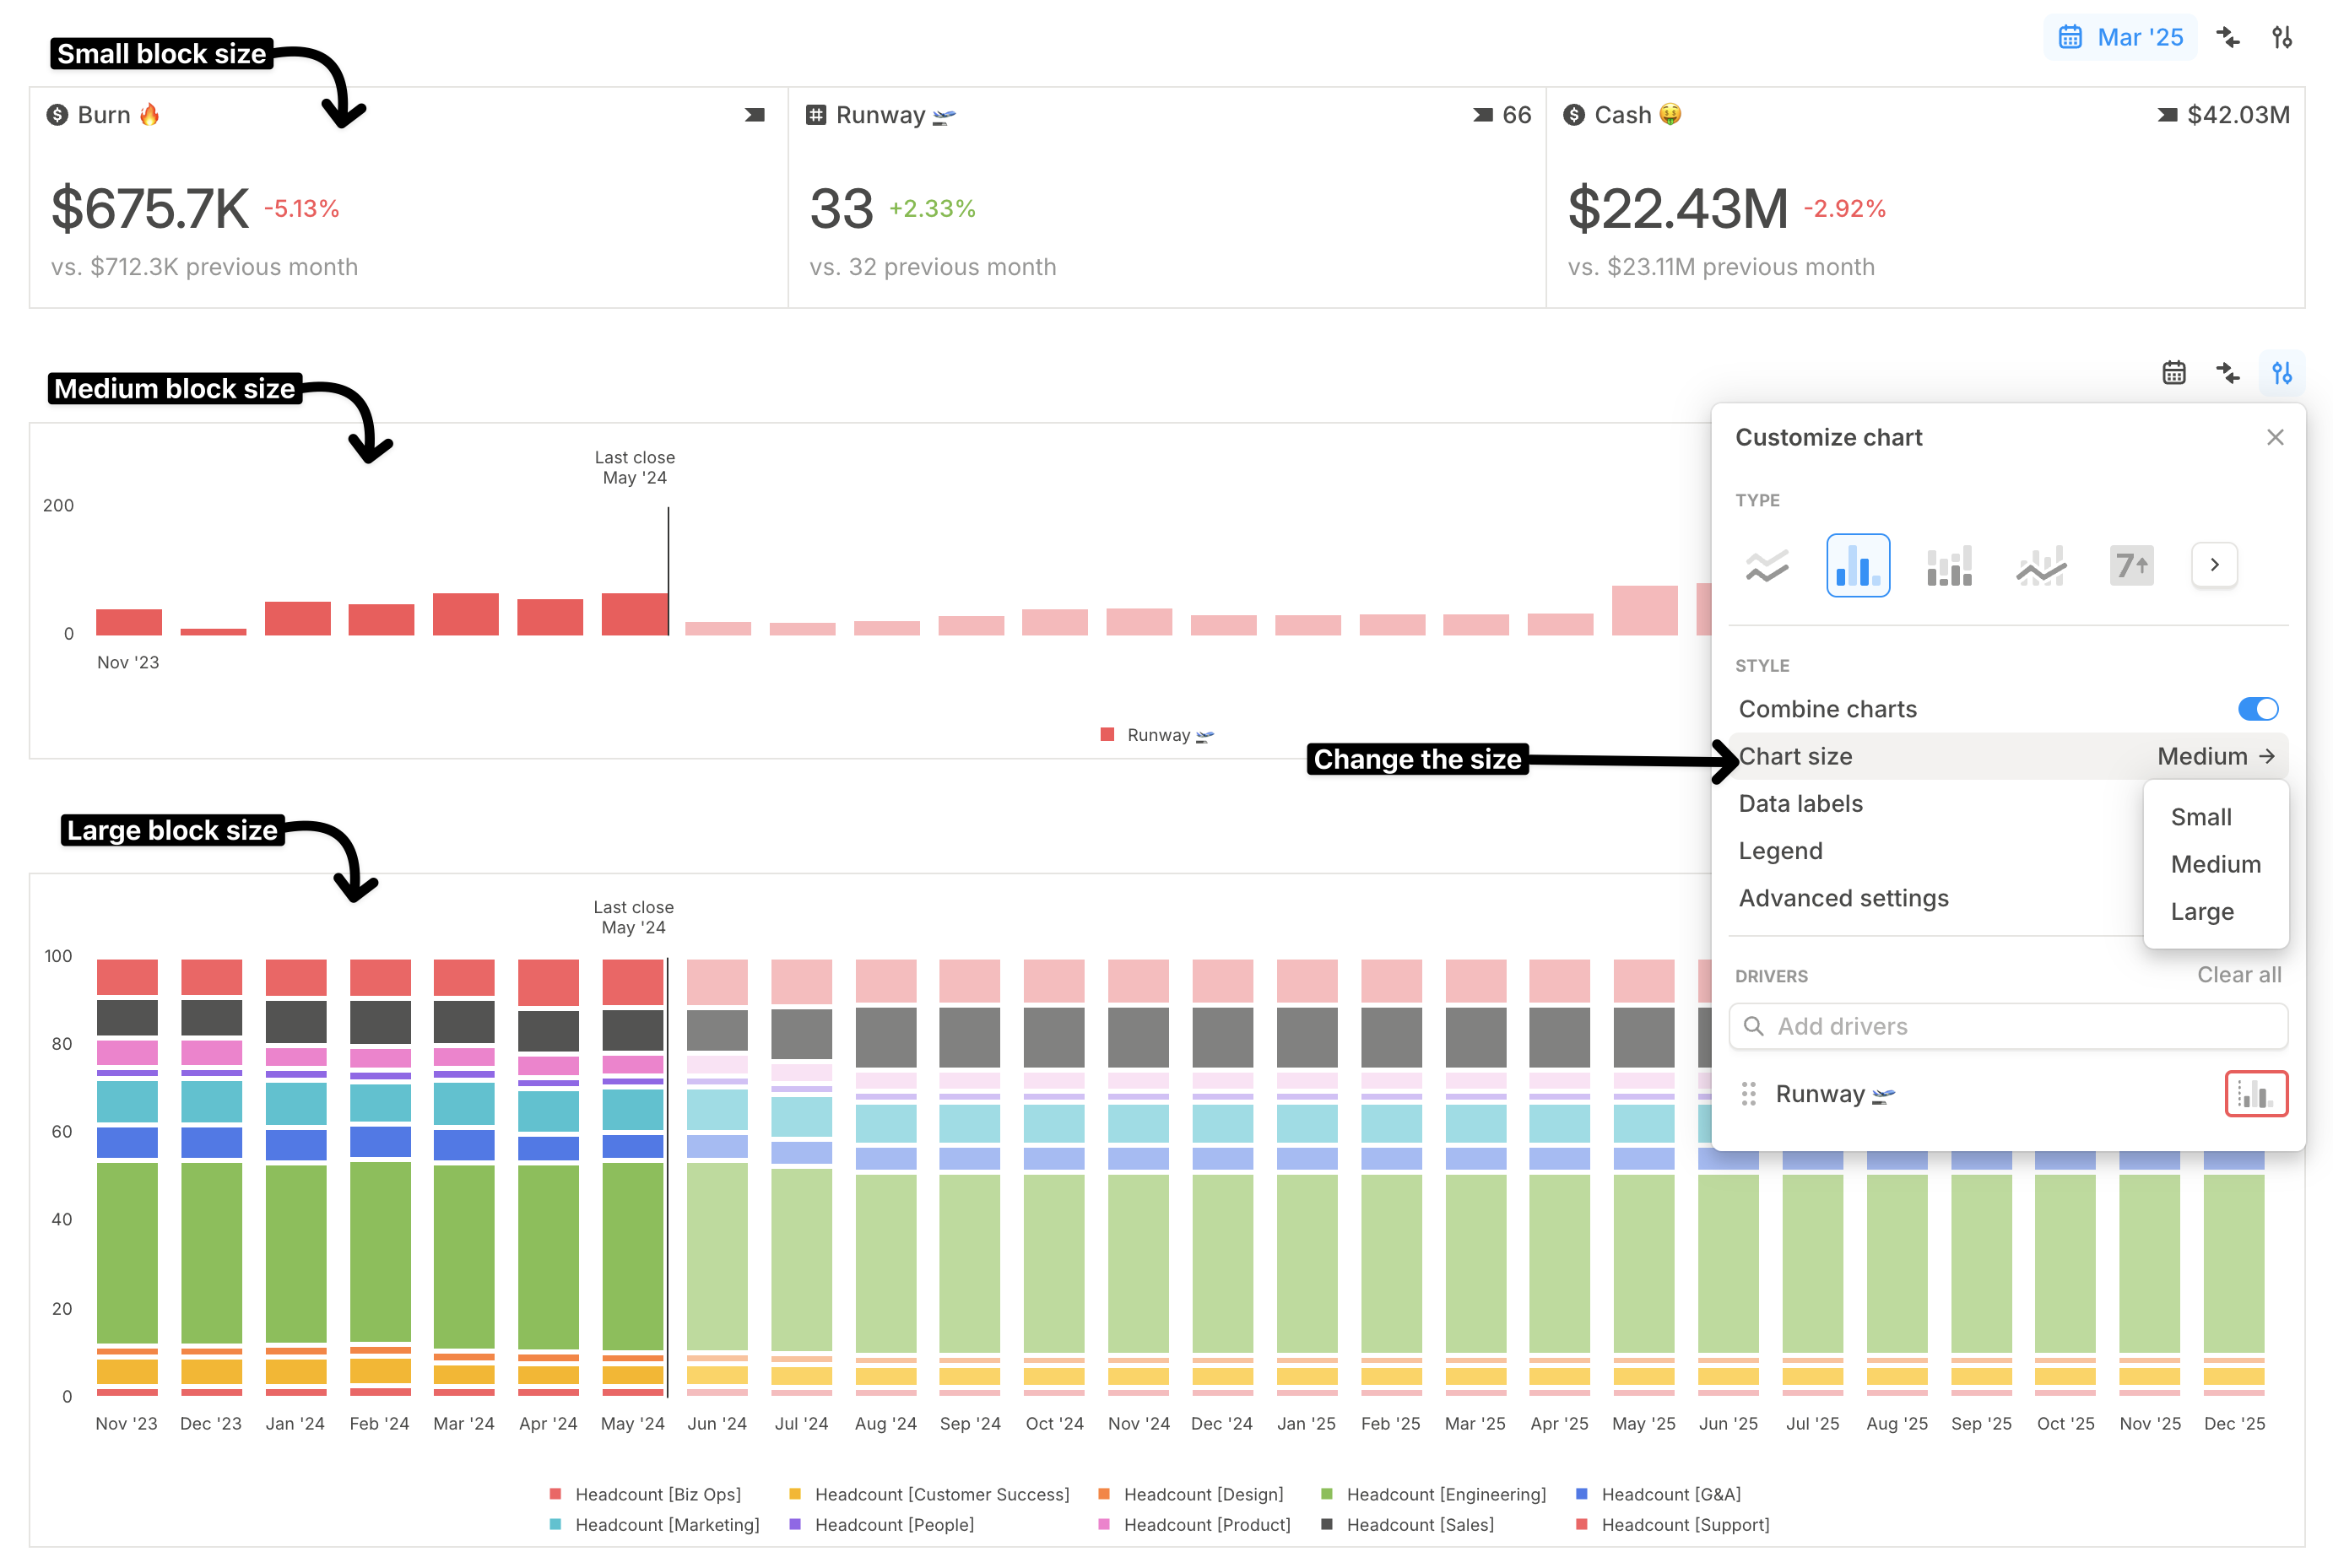 Small block size
Mar '25
Burn 🔥
$675.7K -5.13%
vs. $712.3K previous month
Runway 🛫 66
33 +2.33%
vs. 32 previous month
Cash 🤑 $42.03M
$22.43M -2.92%
vs. $23.11M previous month
Medium block size
Last close
May '24
200
0
Nov '23
Runway 🛫
Customize chart
TYPE
7↑
STYLE
Combine charts
Change the size
Chart size Medium →
Small
Medium
Large
Data labels
Legend
Advanced settings
DRIVERS Clear all
Add drivers
Runway 🛫
Large block size
Last close
May '24
100
80
60
40
20
0
Nov '23 Dec '23 Jan '24 Feb '24 Mar '24 Apr '24 May '24 Jun '24 Jul '24 Aug '24 Sep '24 Oct '24 Nov '24 Dec '24 Jan '25 Feb '25 Mar '25 Apr '25 May '25 Jun '25 Jul '25 Aug '25 Sep '25 Oct '25 Nov '25 Dec '25
Headcount [Biz Ops] Headcount [Customer Success] Headcount [Design] Headcount [Engineering] Headcount [G&A]
Headcount [Marketing] Headcount [People] Headcount [Product] Headcount [Sales] Headcount [Support]